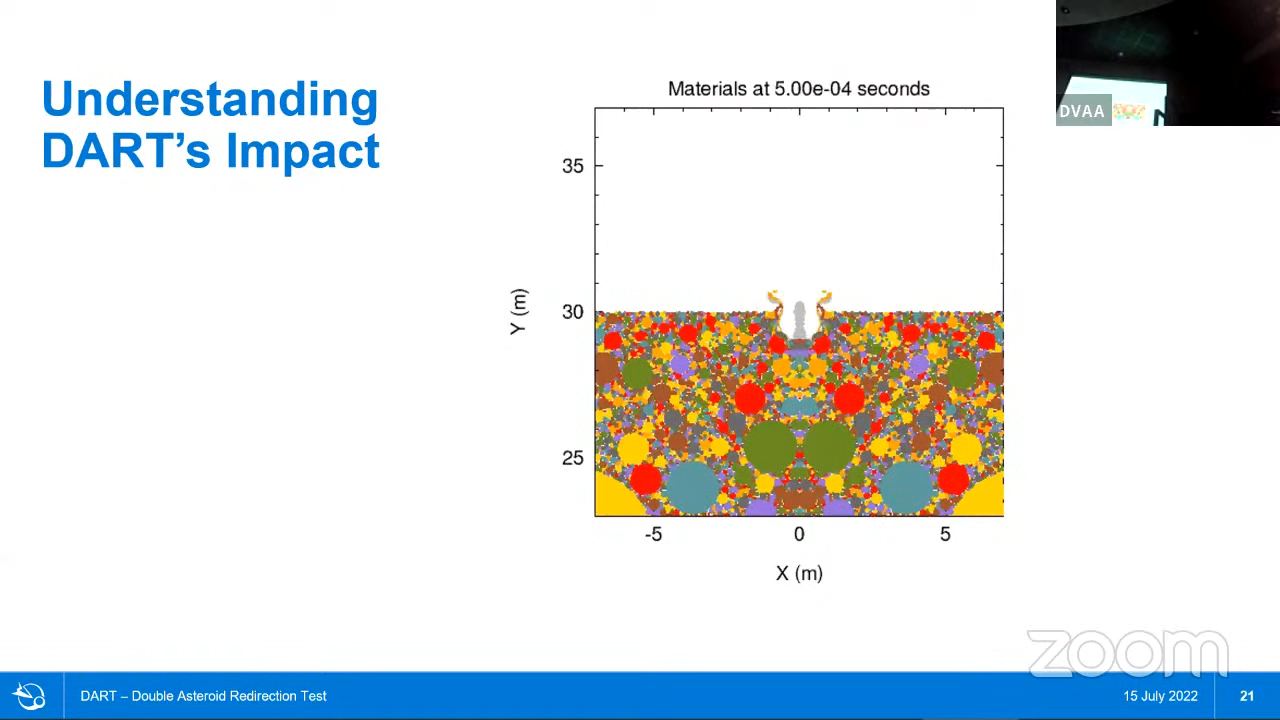 Understanding
DART's Impact
Materials at 5.00e-04 seconds
35
30
25
Y (m)
-5
0
5
X (m)
DVAA
zoom
DART – Double Asteroid Redirection Test
15 July 2022
21